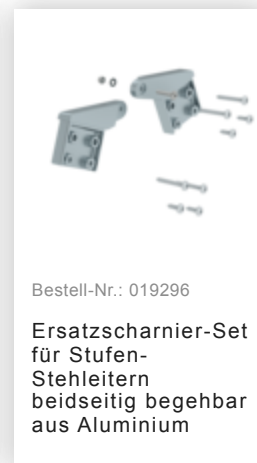 Bestell-Nr.: 019296
Ersatzscharnier-Set
für Stufen-
Stehleitern
beidseitig begehbar
aus Aluminium